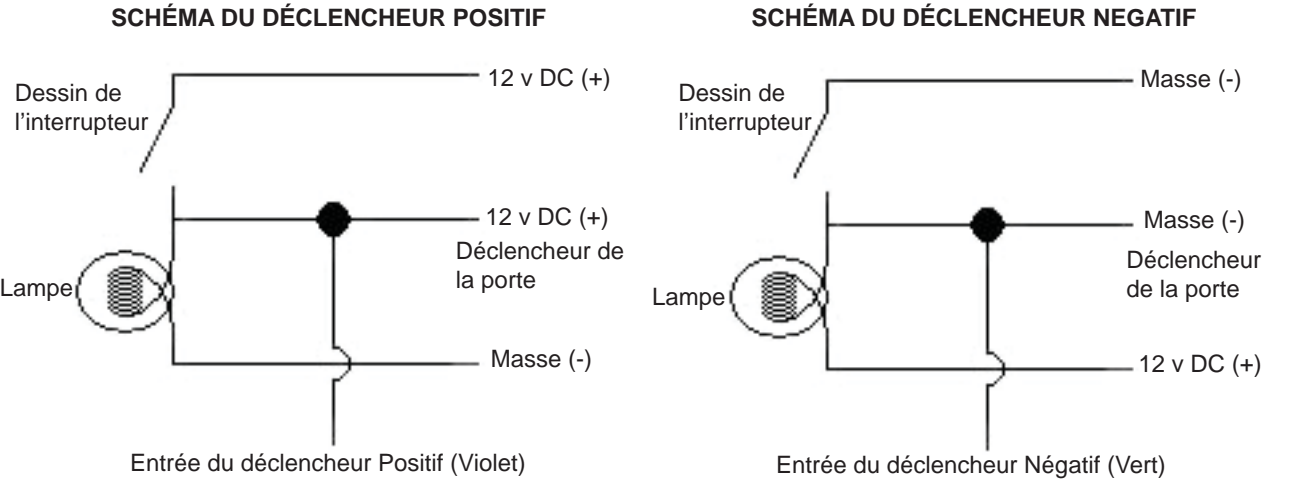 SCHÉMA DU DÉCLENCHEUR POSITIF
12 v DC (+)
Dessin de
l'interrupteur
12 v DC (+)
Déclencheur de
la porte
Lampe
Masse (-)
Entrée du déclencheur Positif (Violet)
SCHÉMA DU DÉCLENCHEUR NEGATIF
Masse (-)
Dessin de
l'interrupteur
Masse (-)
Déclencheur
de la porte
Lampe
12 v DC (+)
Entrée du déclencheur Négatif (Vert)